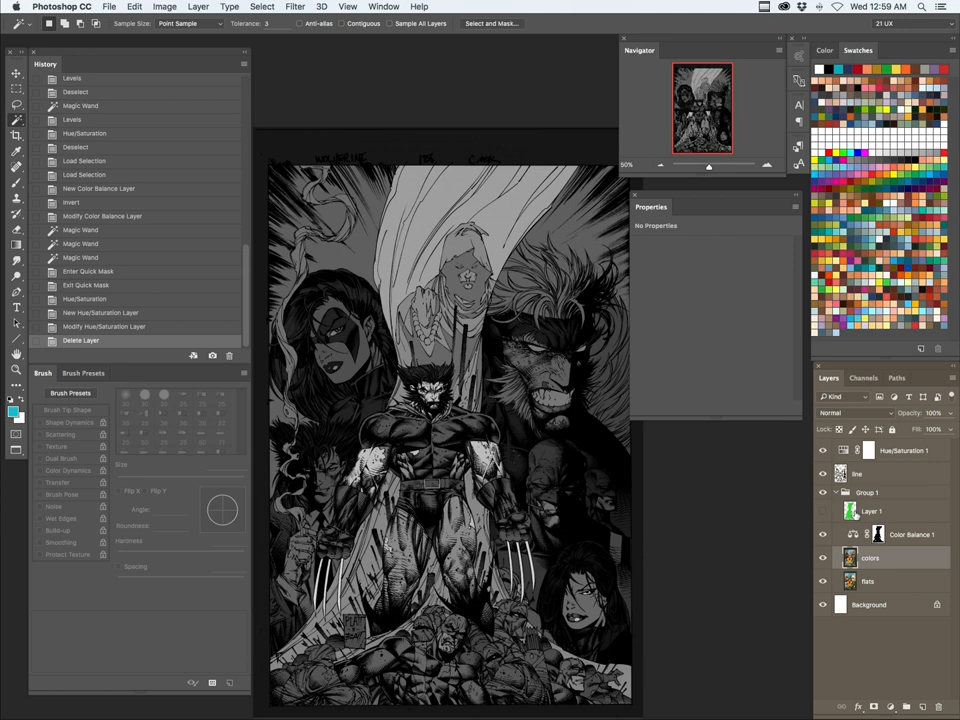 Photoshop CC File Edit Image Layer Type Select Filter 3D View Window Help Wed 12:59 AM
Sample Size: Point Sample Tolerance: 3 Anti-alias Contiguous Sample All Layers Select and Mask... 21 UX
History
Levels
Deselect
Magic Wand
Levels
Hue/Saturation
Deselect
Load Selection
Load Selection
New Color Balance Layer
Invert
Modify Color Balance Layer
Magic Wand
Magic Wand
Magic Wand
Enter Quick Mask
Exit Quick Mask
Hue/Saturation
New Hue/Saturation Layer
Modify Hue/Saturation Layer
Delete Layer
Brush Brush Presets
Brush Presets
Brush Tip Shape
Shape Dynamics
Scattering
Texture
Dual Brush
Color Dynamics
Transfer
Brush Pose
Noise
Wet Edges
Build-up
Smoothing
Protect Texture
Size
Flip X Flip Y
Angle:
Roundness:
Hardness
Spacing
WOLVERINE
Navigator
50%
Properties
No Properties
Color Swatches
Layers Channels Paths
Kind
Normal Opacity: 100%
Lock: Fill: 100%
Hue/Saturation 1
line
Group 1
Layer 1
Color Balance 1
colors
flats
Background